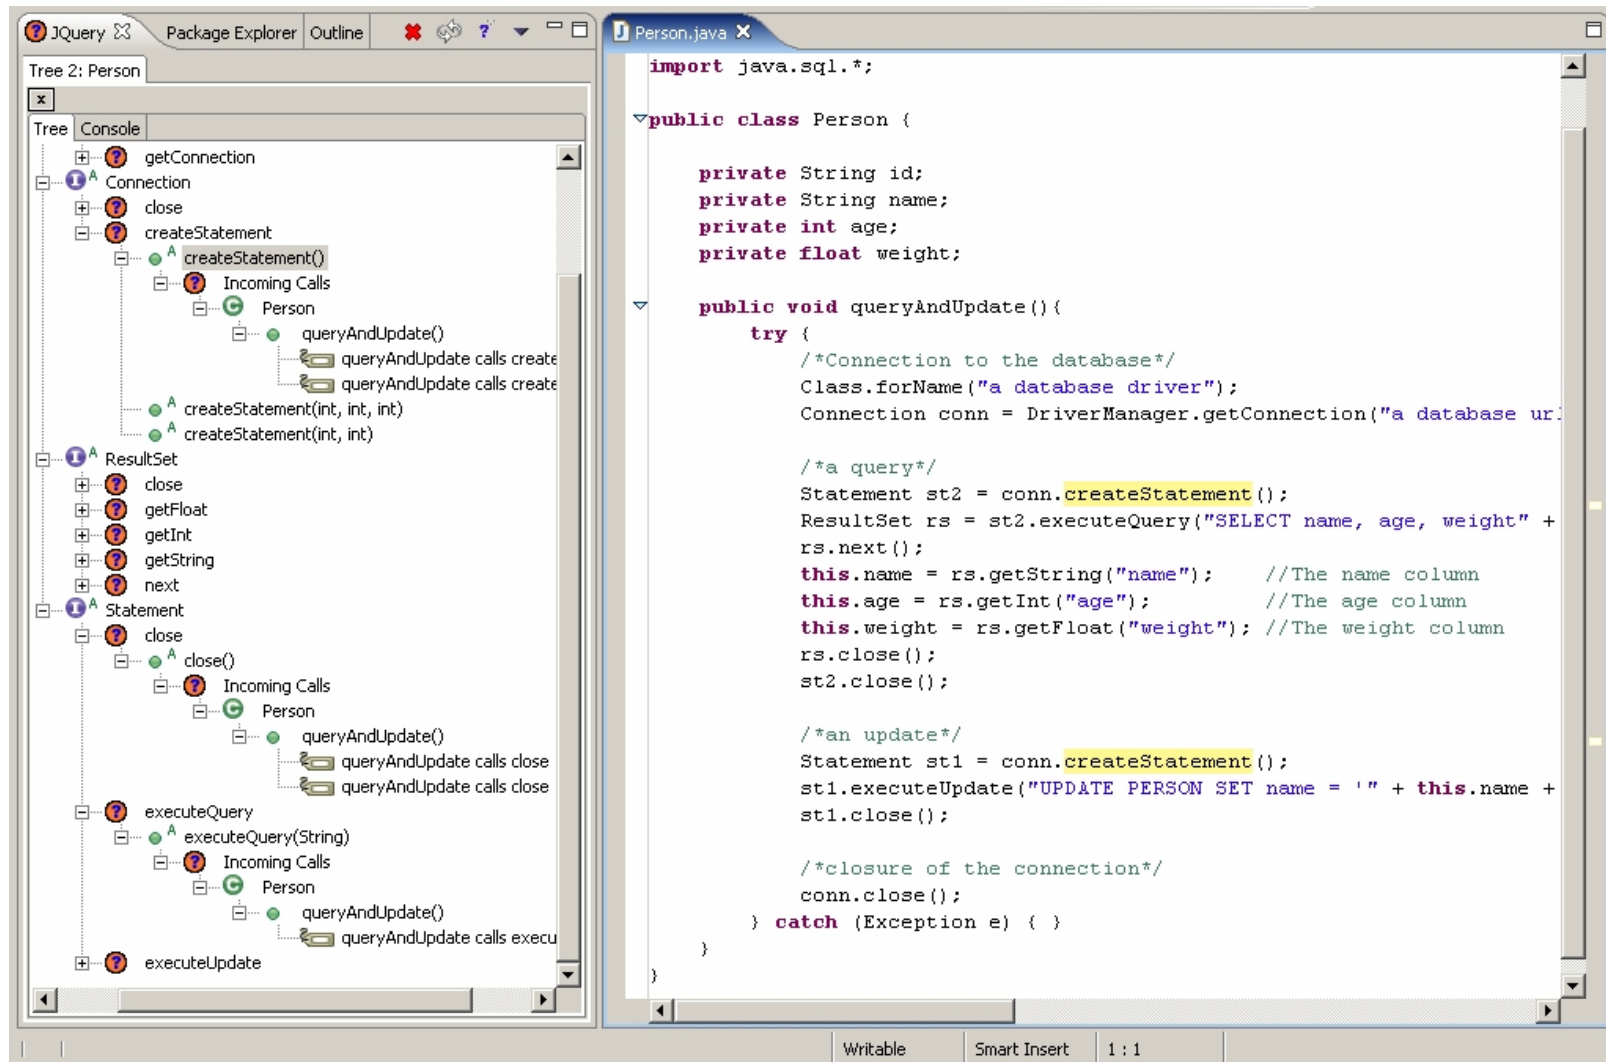 JQuery Package Explorer Outline
Tree 2: Person
x
Tree Console
getConnection
Connection
close
createStatement
createStatement()
Incoming Calls
Person
queryAndUpdate()
queryAndUpdate calls create
queryAndUpdate calls create
createStatement(int, int, int)
createStatement(int, int)
ResultSet
close
getFloat
getInt
getString
next
Statement
close
close()
Incoming Calls
Person
queryAndUpdate()
queryAndUpdate calls close
queryAndUpdate calls close
executeQuery
executeQuery(String)
Incoming Calls
Person
queryAndUpdate()
queryAndUpdate calls execu
executeUpdate
Person.java
import java.sql.*;
public class Person {
private String id;
private String name;
private int age;
private float weight;
public void queryAndUpdate(){
try {
/*Connection to the database*/
Class.forName("a database driver");
Connection conn = DriverManager.getConnection("a database url
/*a query*/
Statement st2 = conn.createStatement();
ResultSet rs = st2.executeQuery("SELECT name, age, weight" +
rs.next();
this.name = rs.getString("name"); //The name column
this.age = rs.getInt("age"); //The age column
this.weight = rs.getFloat("weight"); //The weight column
rs.close();
st2.close();
/*an update*/
Statement st1 = conn.createStatement();
st1.executeUpdate("UPDATE PERSON SET name = '" + this.name +
st1.close();
/*closure of the connection*/
conn.close();
} catch (Exception e) { }
}
}
Writable Smart Insert 1 : 1